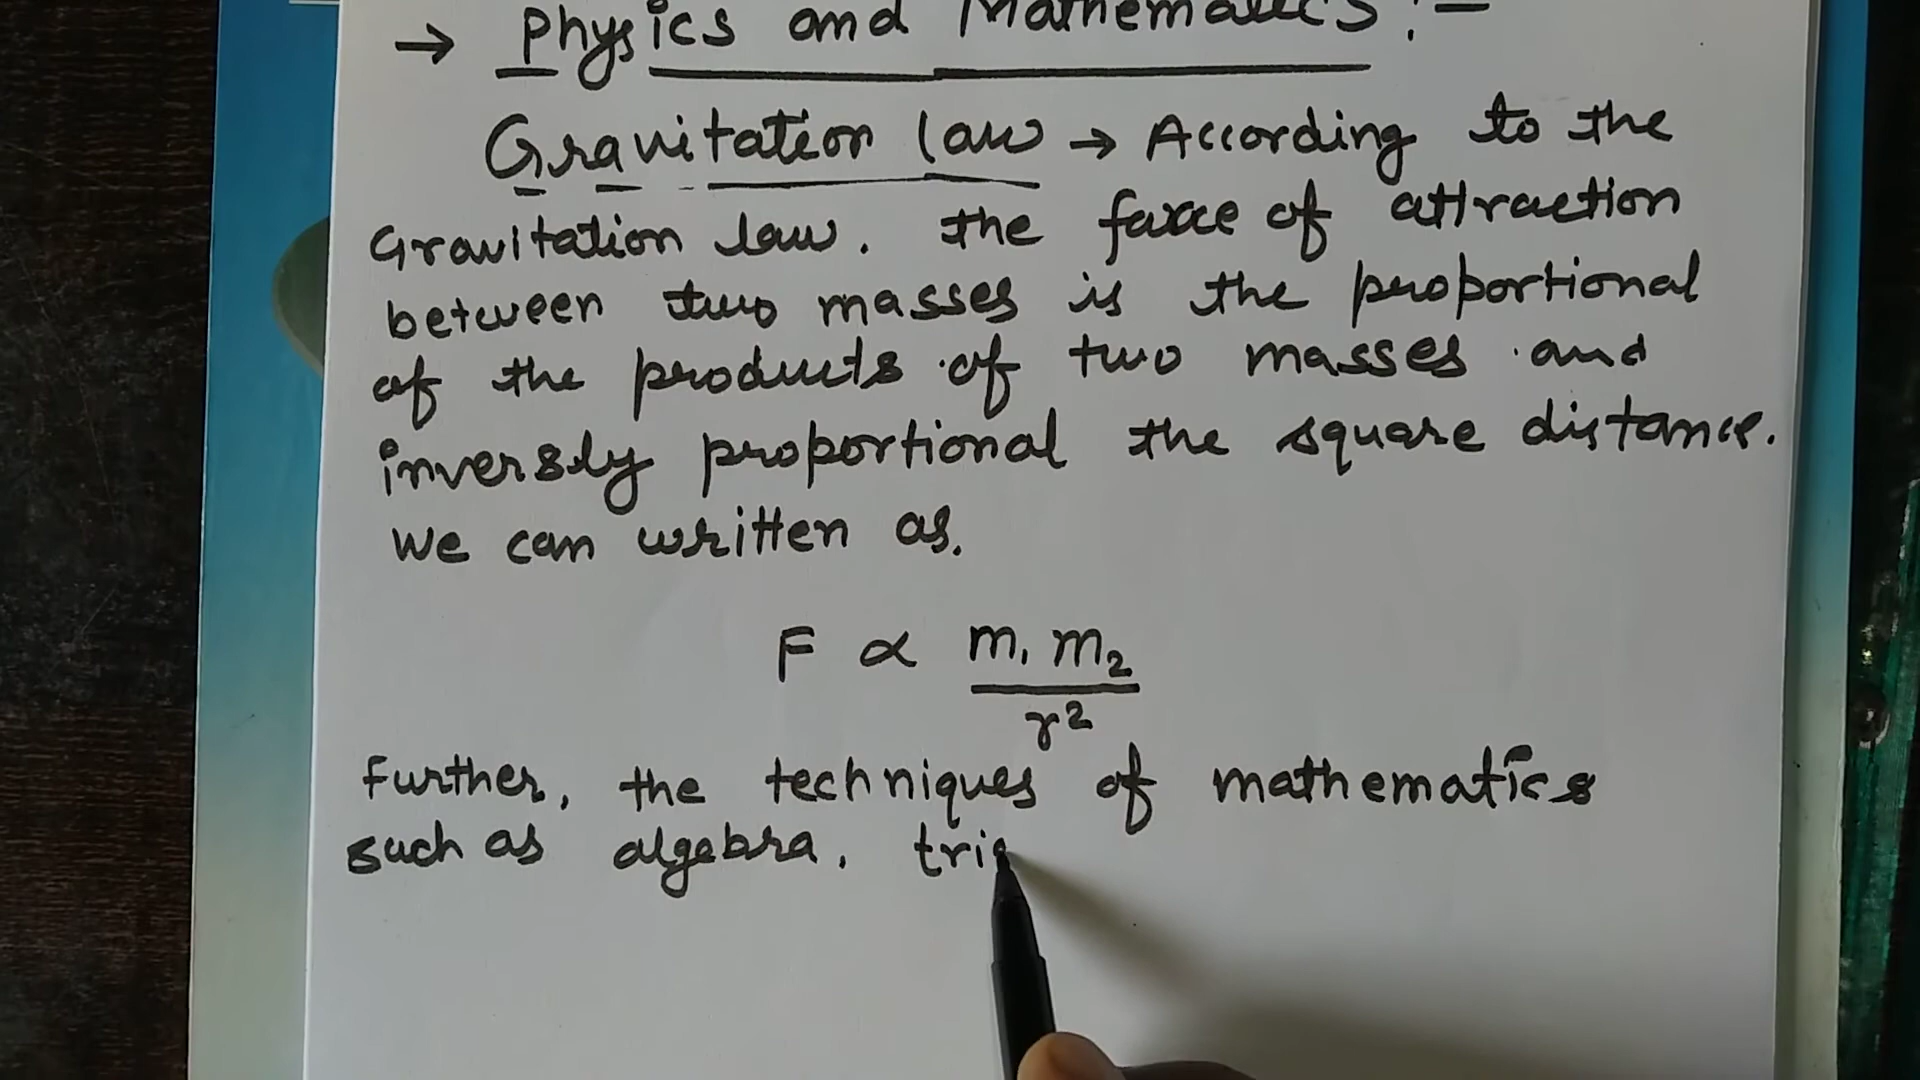 → Physics and Mathematics:-
Gravitation law → According to the
Gravitation law. the force of attraction
between two masses is the proportional
of the products of two masses and
inversly proportional the square distance.
We can written as.
F ∝ m₁ m₂
r²
Further, the techniques of mathematics
such as algebra, trig